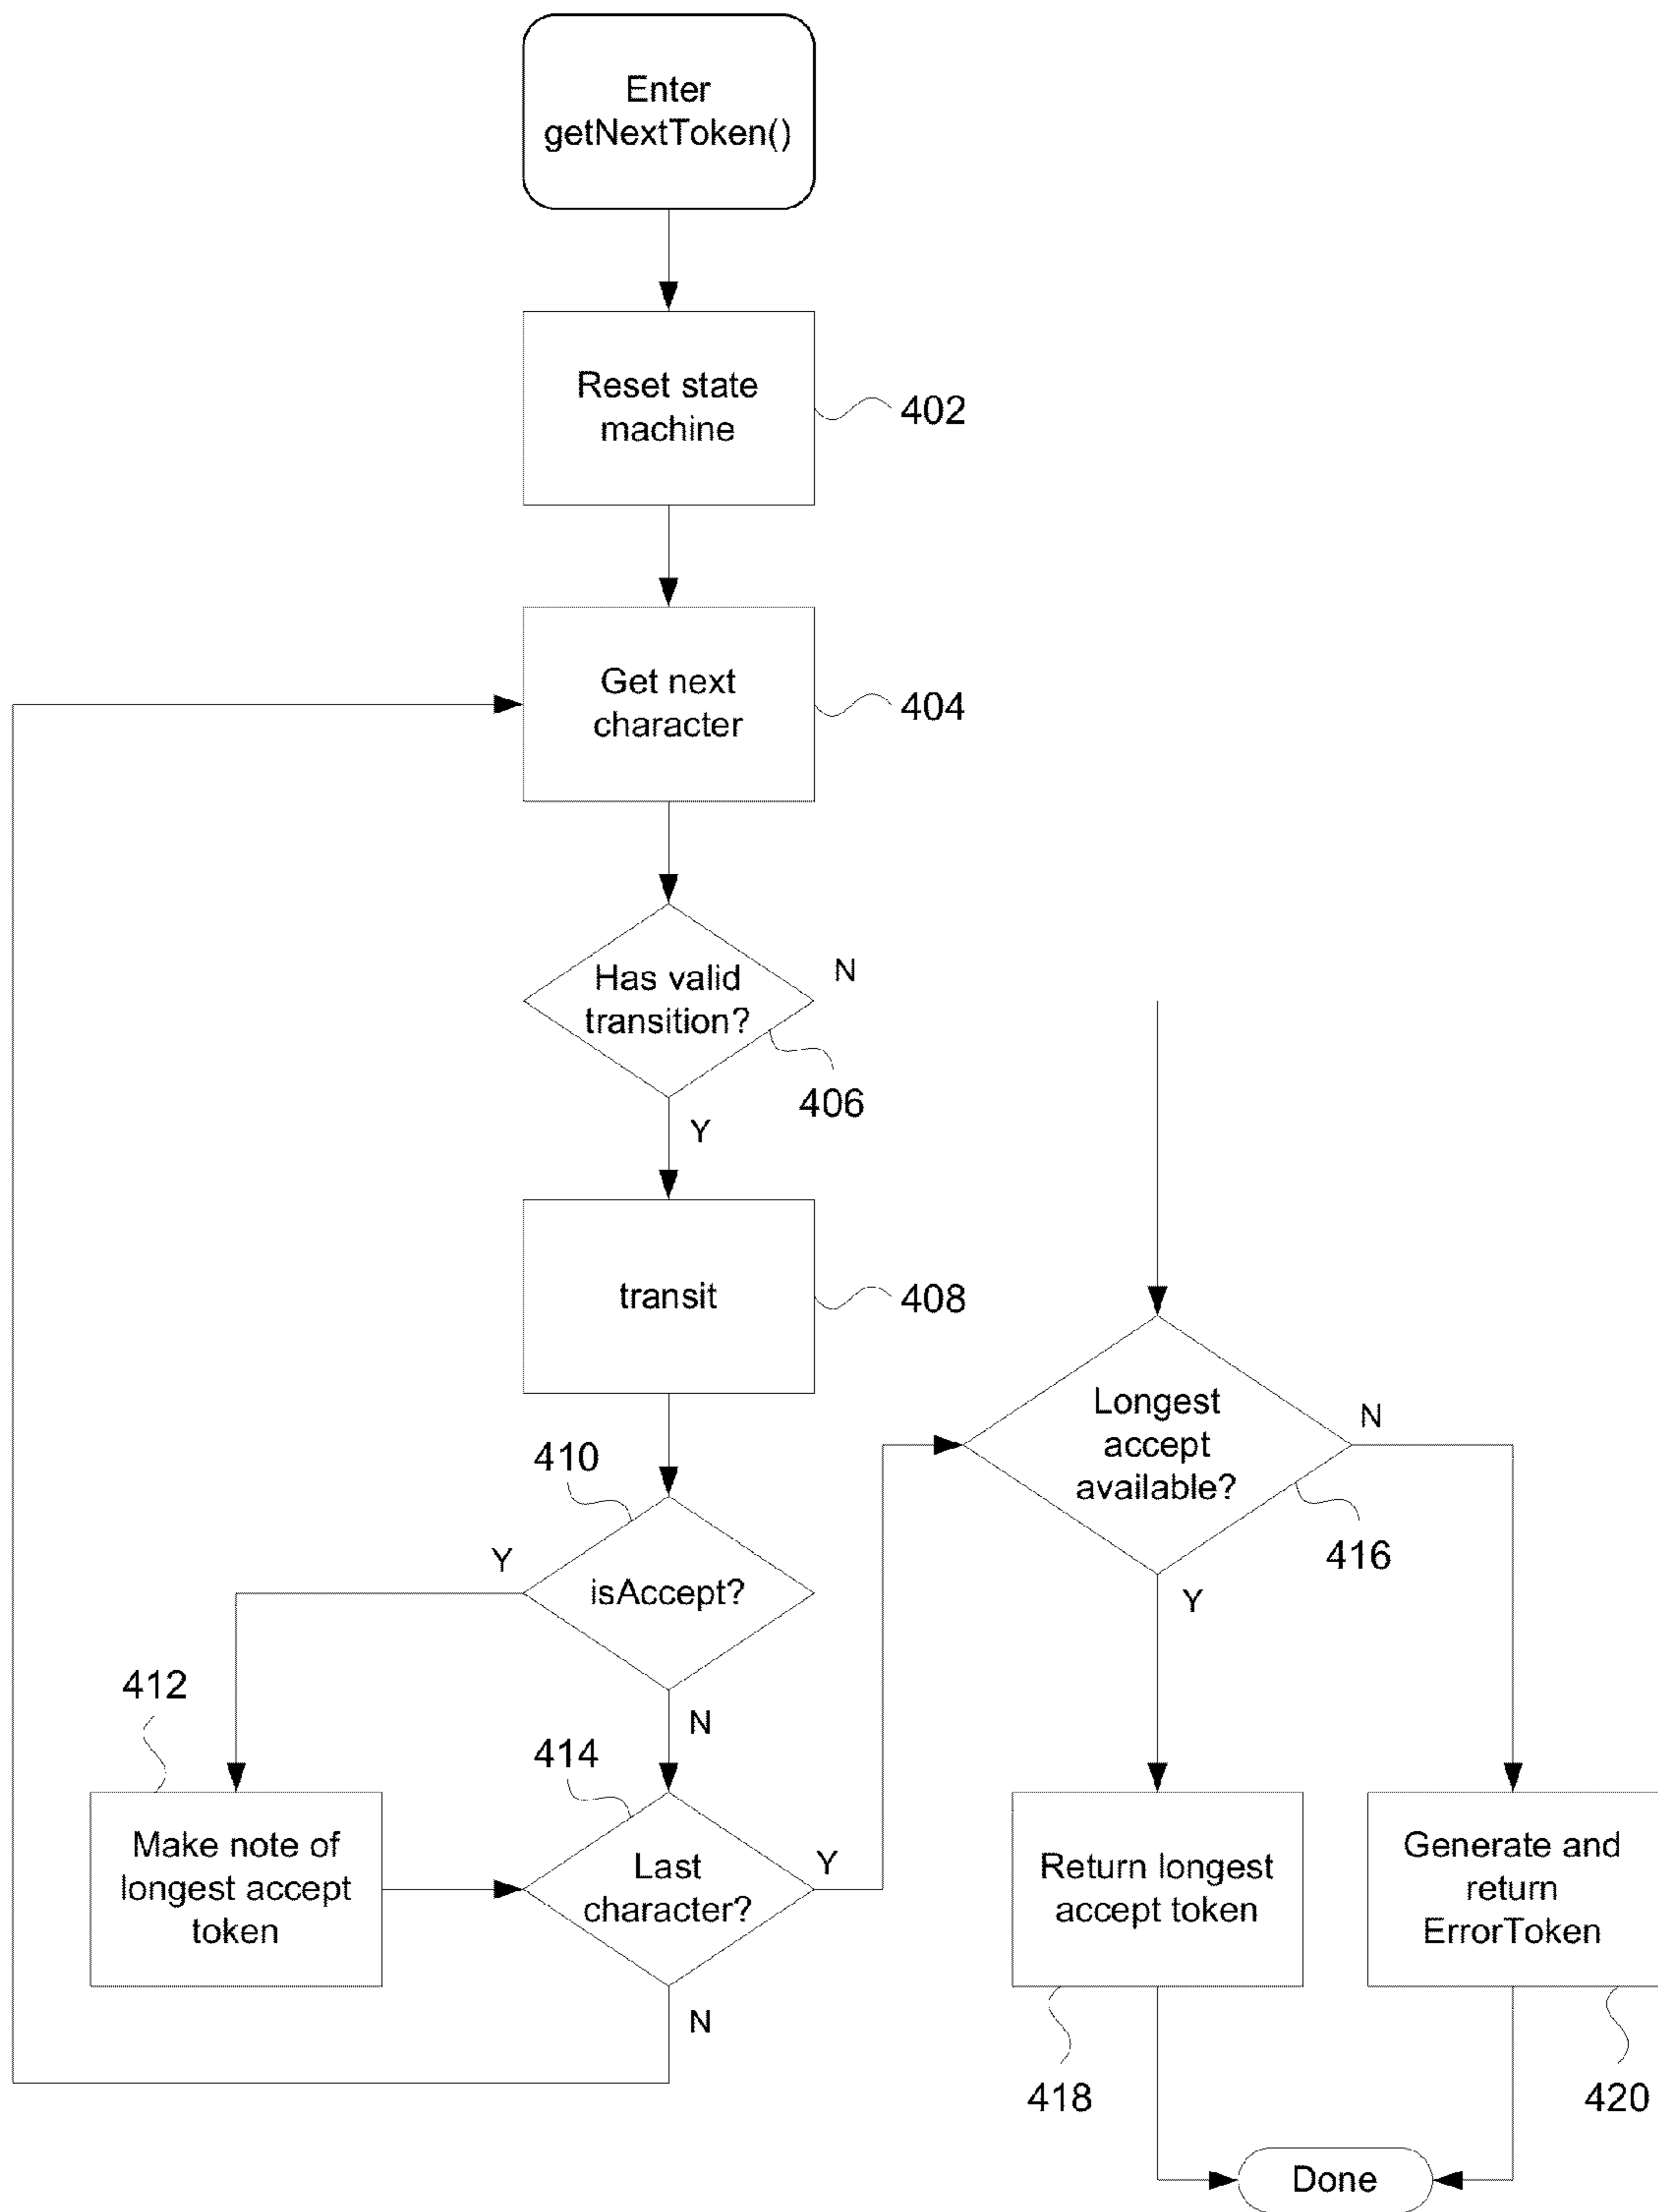 Enter
getNextToken()
Reset state
machine
402
Get next
character
404
Has valid
transition?
N
406
Y
transit
408
410
isAccept?
Y
N
412
Make note of
longest accept
token
414
Last
character?
Y
N
Longest
accept
available?
N
416
Y
Return longest
accept token
418
Generate and
return
ErrorToken
420
Done